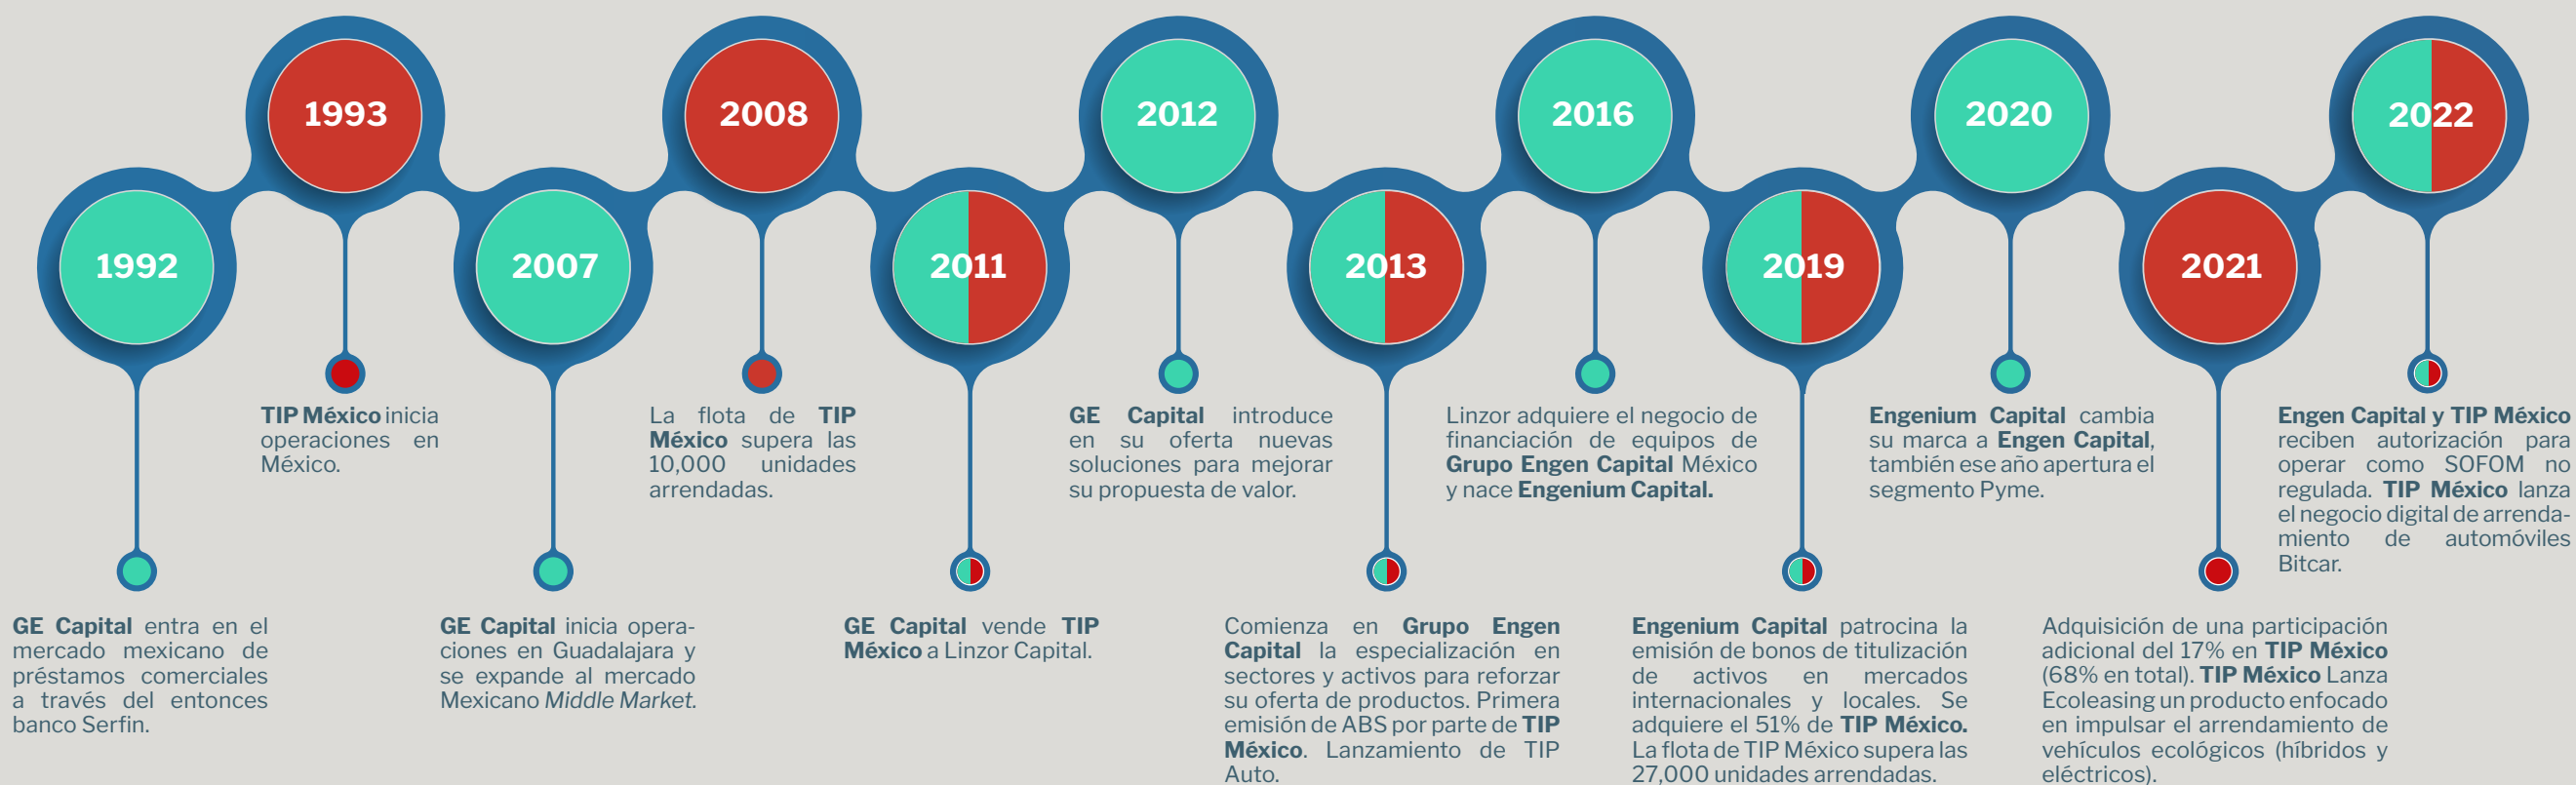 1992
GE Capital entra en el
mercado mexicano de
préstamos comerciales
a través del entonces
banco Serfin.
1993
TIP México inicia
operaciones en
México.
2007
GE Capital inicia opera-
ciones en Guadalajara y
se expande al mercado
Mexicano Middle Market.
2008
La flota de TIP
México supera las
10,000 unidades
arrendadas.
2011
GE Capital vende TIP
México a Linzor Capital.
2012
GE Capital introduce
en su oferta nuevas
soluciones para mejorar
su propuesta de valor.
2013
Comienza en Grupo Engen
Capital la especialización en
sectores y activos para reforzar
su oferta de productos. Primera
emisión de ABS por parte de TIP
México. Lanzamiento de TIP
Auto.
2016
Linzor adquiere el negocio de
financiación de equipos de
Grupo Engen Capital México
y nace Engenium Capital.
2019
Engenium Capital patrocina la
emisión de bonos de titulización
de activos en mercados
internacionales y locales. Se
adquiere el 51% de TIP México.
La flota de TIP México supera las
27,000 unidades arrendadas.
2020
Engenium Capital cambia
su marca a Engen Capital,
también ese año apertura el
segmento Pyme.
2021
Adquisición de una participación
adicional del 17% en TIP México
(68% en total). TIP México Lanza
Ecoleasing un producto enfocado
en impulsar el arrendamiento de
vehículos ecológicos (híbridos y
eléctricos).
2022
Engen Capital y TIP México
reciben autorización para
operar como SOFOM no
regulada. TIP México lanza
el negocio digital de arrenda-
miento de automóviles
Bitcar.